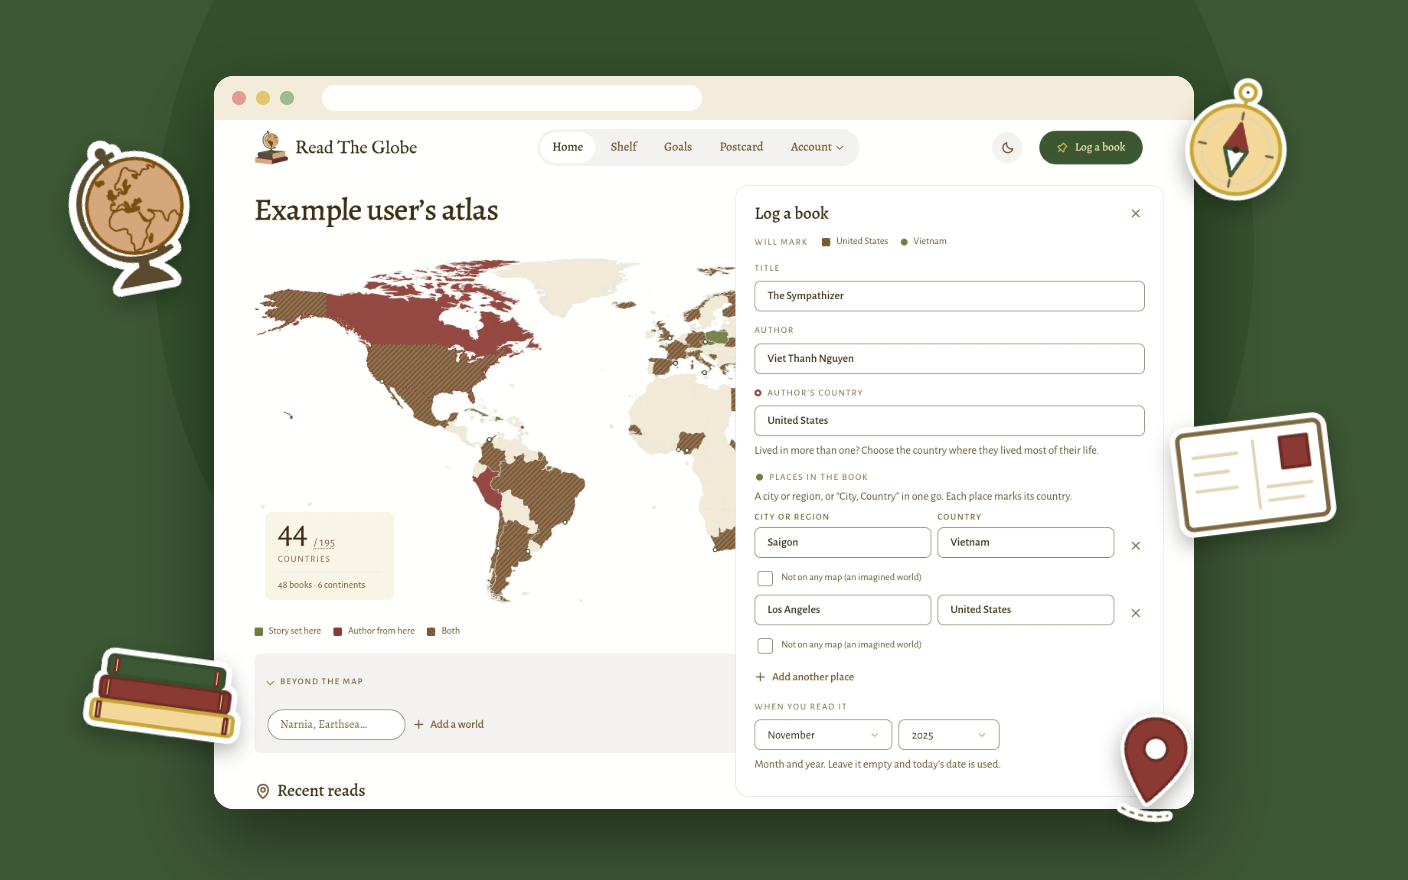 Read The Globe
Home
Shelf
Goals
Postcard
Account
Log a book
Example user's atlas
44 / 195
COUNTRIES
48 books · 6 continents
Story set here
Author from here
Both
BEYOND THE MAP
Narnia, Earthsea...
Add a world
Recent reads
Log a book
WILL MARK United States Vietnam
TITLE
The Sympathizer
AUTHOR
Viet Thanh Nguyen
AUTHOR'S COUNTRY
United States
Lived in more than one? Choose the country where they lived most of their life.
PLACES IN THE BOOK
A city or region, or “City, Country” in one go. Each place marks its country.
CITY OR REGION COUNTRY
Saigon Vietnam
Not on any map (an imagined world)
Los Angeles United States
Not on any map (an imagined world)
Add another place
WHEN YOU READ IT
November 2025
Month and year. Leave it empty and today's date is used.